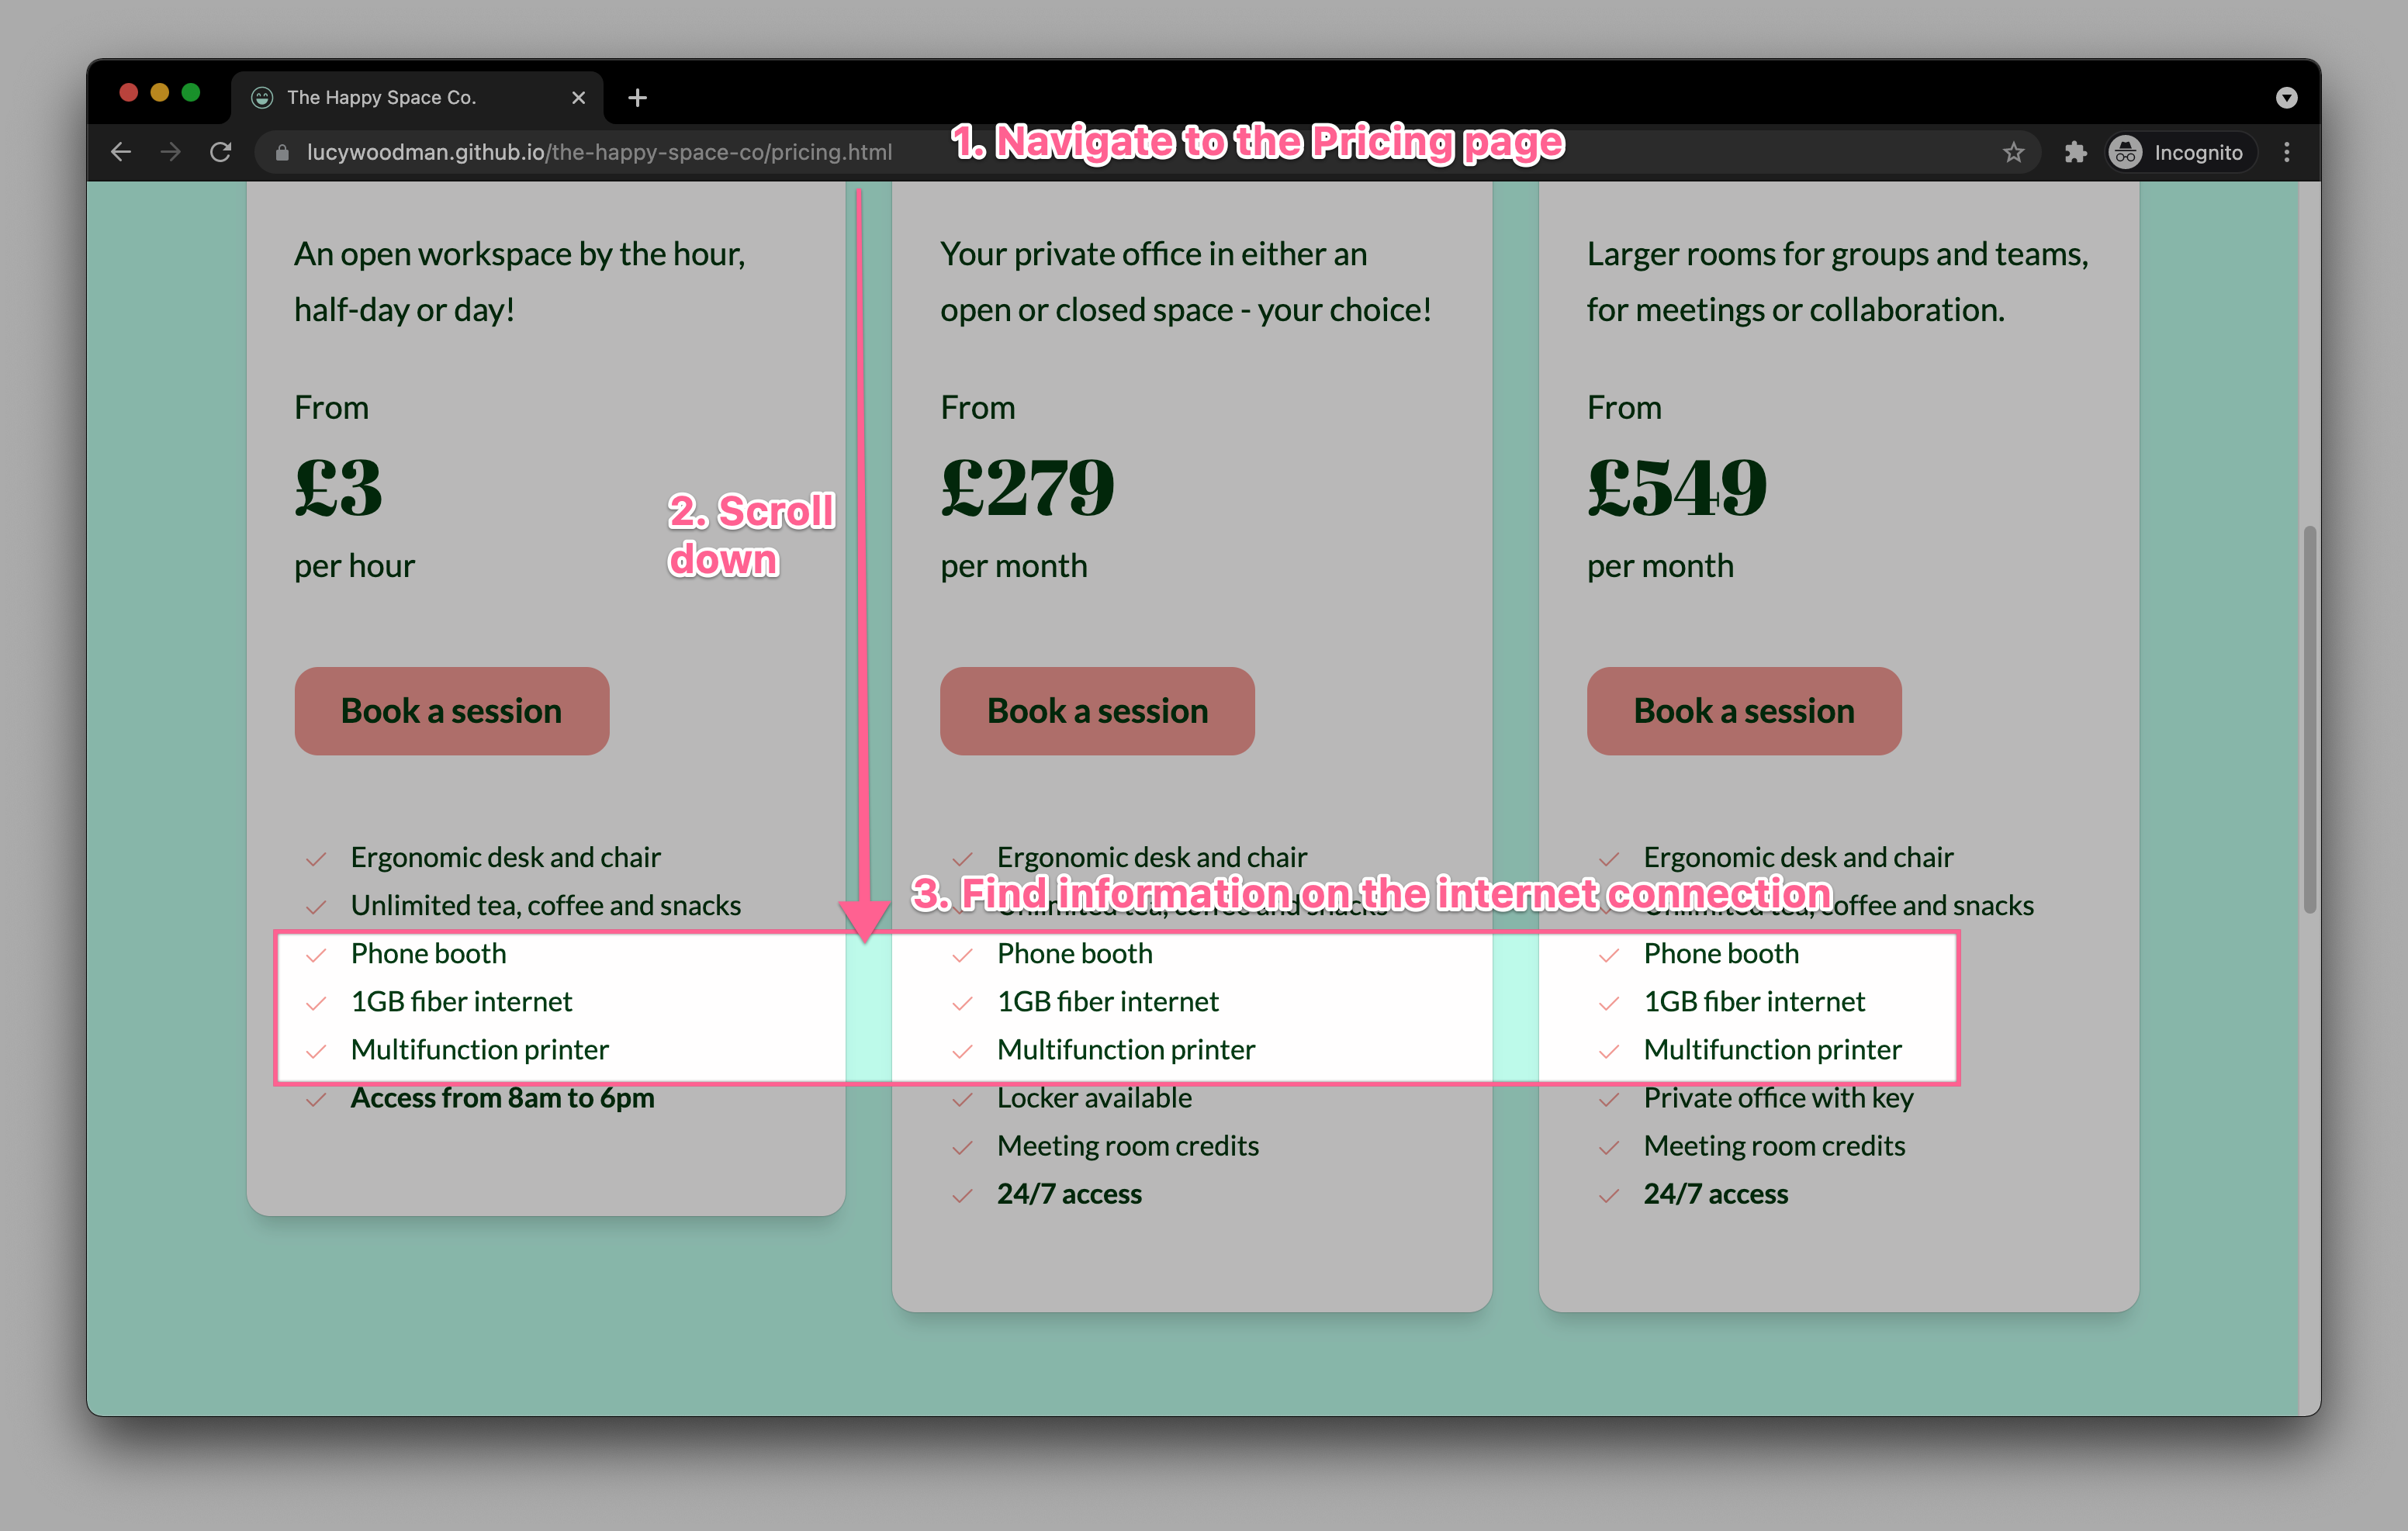 The Happy Space Co.
lucywoodman.github.io/the-happy-space-co/pricing.html
1. Navigate to the Pricing page
Incognito
An open workspace by the hour,
half-day or day!
From
£3
per hour
Book a session
Ergonomic desk and chair
Unlimited tea, coffee and snacks
Phone booth
1GB fiber internet
Multifunction printer
Access from 8am to 6pm
2. Scroll
down
Your private office in either an
open or closed space - your choice!
From
£279
per month
Book a session
Ergonomic desk and chair
3. Find information on the internet connection
Unlimited tea, coffee and snacks
Phone booth
1GB fiber internet
Multifunction printer
Locker available
Meeting room credits
24/7 access
Larger rooms for groups and teams,
for meetings or collaboration.
From
£549
per month
Book a session
Ergonomic desk and chair
Unlimited tea, coffee and snacks
Phone booth
1GB fiber internet
Multifunction printer
Private office with key
Meeting room credits
24/7 access